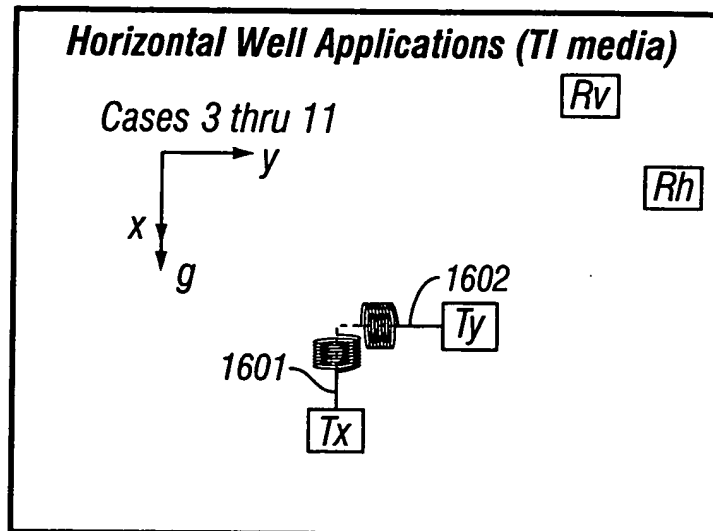 Horizontal Well Applications (TI media)
Rv
Cases 3 thru 11
y
Rh
x
g
1602
Ty
1601
Tx